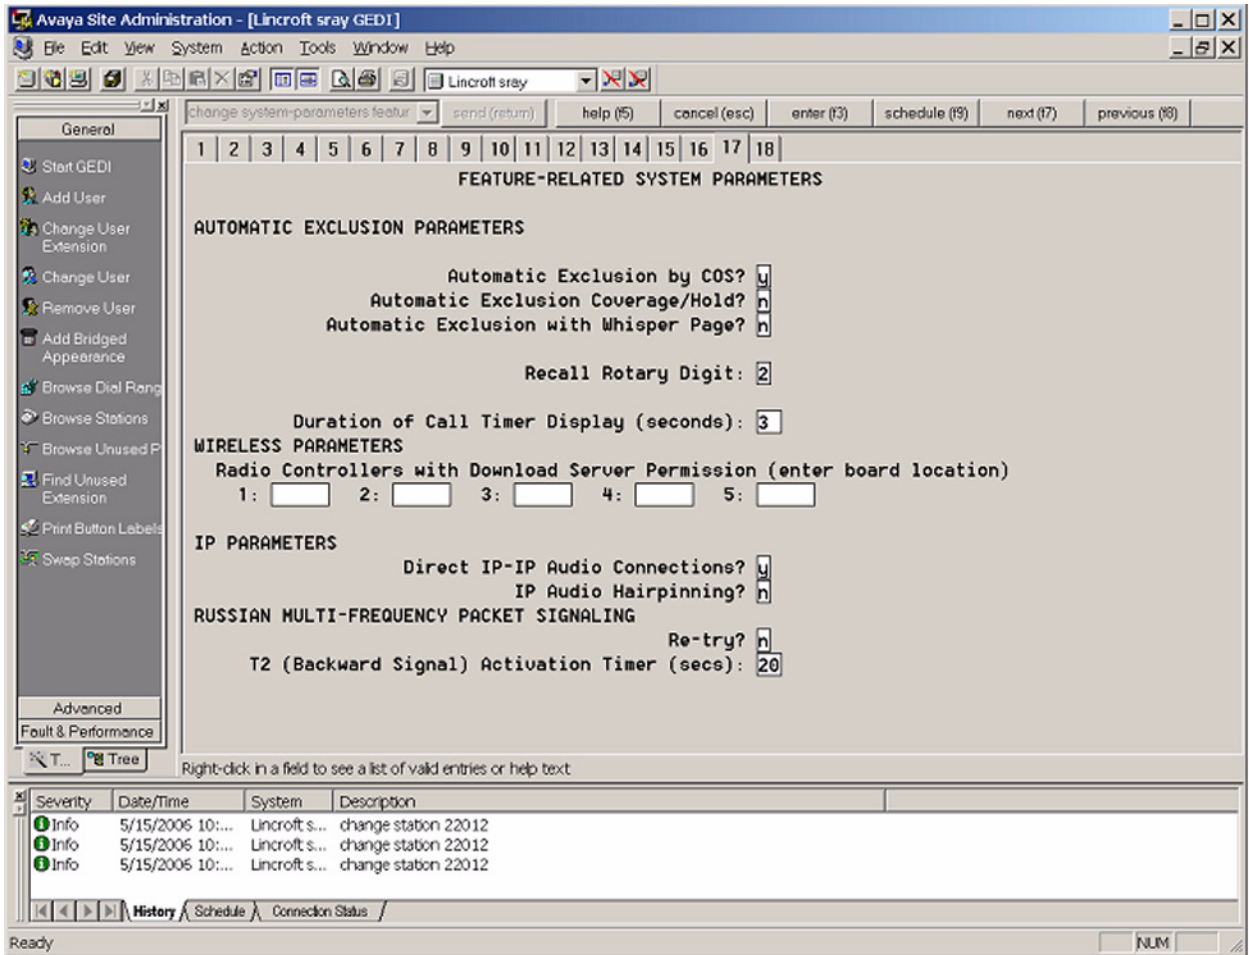 Avaya Site Administration - [Lincroft sray GEDI]
File Edit View System Action Tools Window Help
Lincroft sray
change system-parameters featur send (return) help (f5) cancel (esc) enter (f3) schedule (f9) next (f7) previous (f8)
General
Start GEDI
Add User
Change User
Extension
Change User
Remove User
Add Bridged
Appearance
Browse Dial Rang
Browse Stations
Browse Unused P
Find Unused
Extension
Print Button Labels
Swap Stations
Advanced
Fault & Performance
T... Tree
1 2 3 4 5 6 7 8 9 10 11 12 13 14 15 16 17 18
FEATURE-RELATED SYSTEM PARAMETERS
AUTOMATIC EXCLUSION PARAMETERS
Automatic Exclusion by COS? y
Automatic Exclusion Coverage/Hold? n
Automatic Exclusion with Whisper Page? n
Recall Rotary Digit: 2
Duration of Call Timer Display (seconds): 3
WIRELESS PARAMETERS
Radio Controllers with Download Server Permission (enter board location)
1: 2: 3: 4: 5:
IP PARAMETERS
Direct IP-IP Audio Connections? y
IP Audio Hairpinning? n
RUSSIAN MULTI-FREQUENCY PACKET SIGNALING
Re-try? n
T2 (Backward Signal) Activation Timer (secs): 20
Right-click in a field to see a list of valid entries or help text
Severity Date/Time System Description
Info 5/15/2006 10:... Lincroft s... change station 22012
Info 5/15/2006 10:... Lincroft s... change station 22012
Info 5/15/2006 10:... Lincroft s... change station 22012
History Schedule Connection Status
Ready NUM